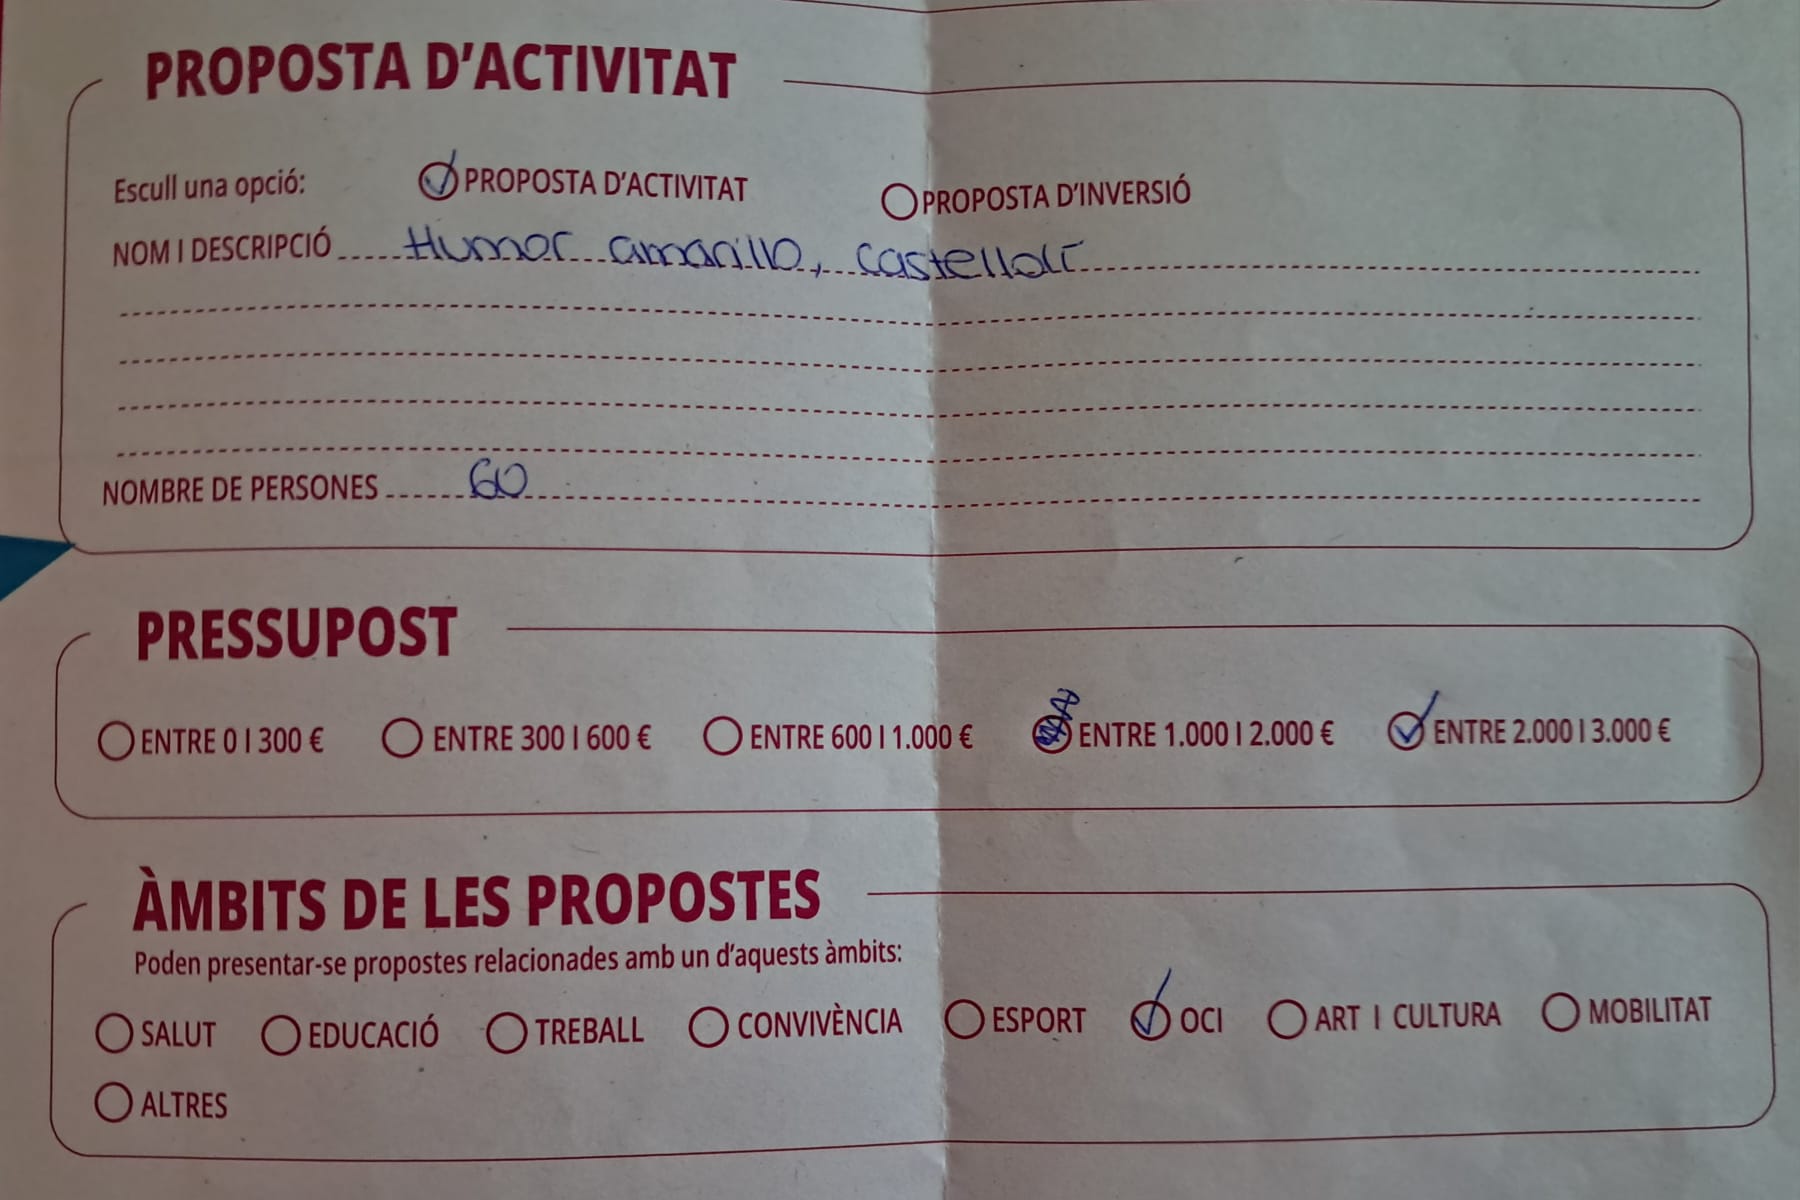 PROPOSTA D'ACTIVITAT
Escull una opció: PROPOSTA D'ACTIVITAT PROPOSTA D'INVERSIÓ
NOM I DESCRIPCIÓ Humor amarillo, castellolí
NOMBRE DE PERSONES 60
PRESSUPOST
ENTRE 0 I 300 € ENTRE 300 I 600 € ENTRE 600 I 1.000 € ENTRE 1.000 I 2.000 € ENTRE 2.000 I 3.000 €
ÀMBITS DE LES PROPOSTES
Poden presentar-se propostes relacionades amb un d'aquests àmbits:
SALUT EDUCACIÓ TREBALL CONVIVÈNCIA ESPORT OCI ART I CULTURA MOBILITAT
ALTRES